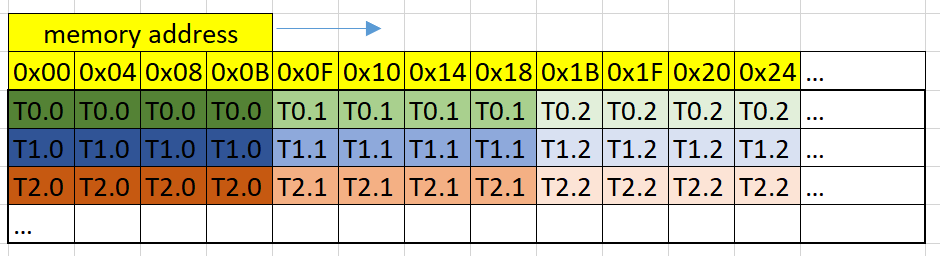 memory address
0x00 0x04 0x08 0x0B 0x0F 0x10 0x14 0x18 0x1B 0x1F 0x20 0x24 ...
T0.0 T0.0 T0.0 T0.0 T0.1 T0.1 T0.1 T0.1 T0.2 T0.2 T0.2 T0.2 ...
T1.0 T1.0 T1.0 T1.0 T1.1 T1.1 T1.1 T1.1 T1.2 T1.2 T1.2 T1.2 ...
T2.0 T2.0 T2.0 T2.0 T2.1 T2.1 T2.1 T2.1 T2.2 T2.2 T2.2 T2.2 ...
...